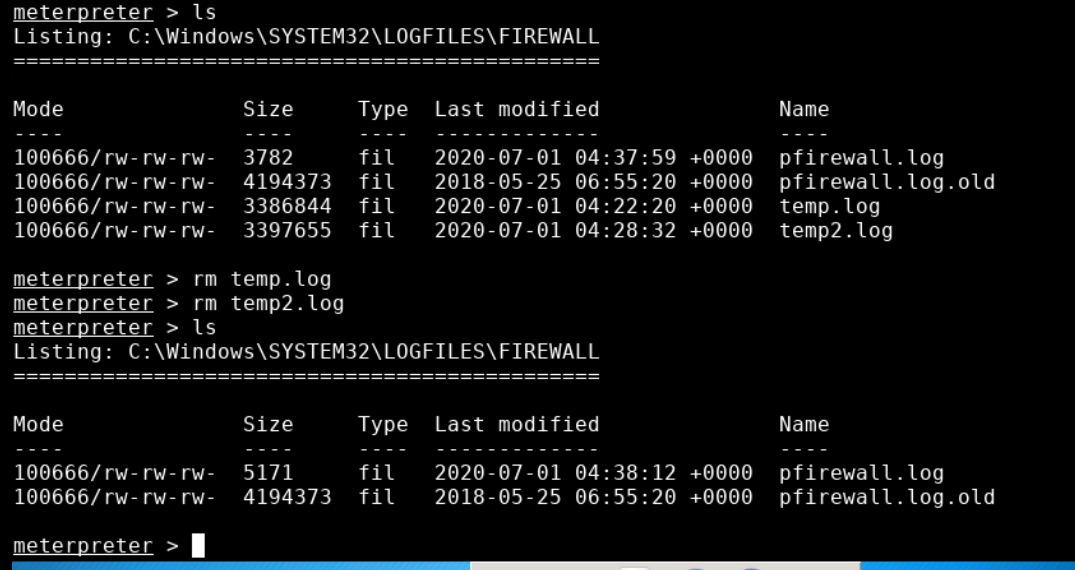 meterpreter > ls
Listing: C:\Windows\SYSTEM32\LOGFILES\FIREWALL
==============================================
Mode Size Type Last modified Name
---- ---- ---- ------------- ----
100666/rw-rw-rw- 3782 fil 2020-07-01 04:37:59 +0000 pfirewall.log
100666/rw-rw-rw- 4194373 fil 2018-05-25 06:55:20 +0000 pfirewall.log.old
100666/rw-rw-rw- 3386844 fil 2020-07-01 04:22:20 +0000 temp.log
100666/rw-rw-rw- 3397655 fil 2020-07-01 04:28:32 +0000 temp2.log
meterpreter > rm temp.log
meterpreter > rm temp2.log
meterpreter > ls
Listing: C:\Windows\SYSTEM32\LOGFILES\FIREWALL
==============================================
Mode Size Type Last modified Name
---- ---- ---- ------------- ----
100666/rw-rw-rw- 5171 fil 2020-07-01 04:38:12 +0000 pfirewall.log
100666/rw-rw-rw- 4194373 fil 2018-05-25 06:55:20 +0000 pfirewall.log.old
meterpreter >